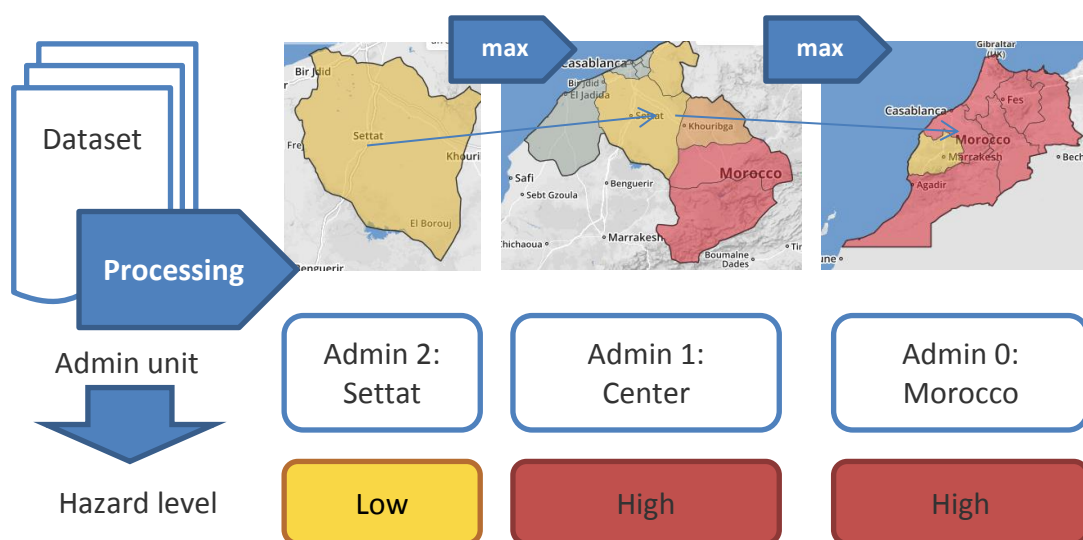 max
max
Dataset
Processing
Bir Jdid
Settat
El Borouj
Benguerir
Casablanca
Bir Jdid
El Jadida
Settat
Khouribga
Safi
Sebt Gzoula
Benguerir
Morocco
Chichaoua
Marrakesh
Boumalne
Dades
Gibraltar
(UK)
Casablanca
Fes
Morocco
Marrakesh
Agadir
Admin unit
Admin 2:
Settat
Admin 1:
Center
Admin 0:
Morocco
Hazard level
Low
High
High